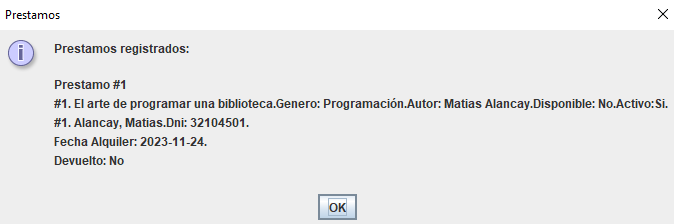 Prestamos
Prestamos registrados:
Prestamo #1
#1. El arte de programar una biblioteca.Genero: Programación.Autor: Matias Alancay.Disponible: No.Activo:Si.
#1. Alancay, Matias.Dni: 32104501.
Fecha Alquiler: 2023-11-24.
Devuelto: No
OK